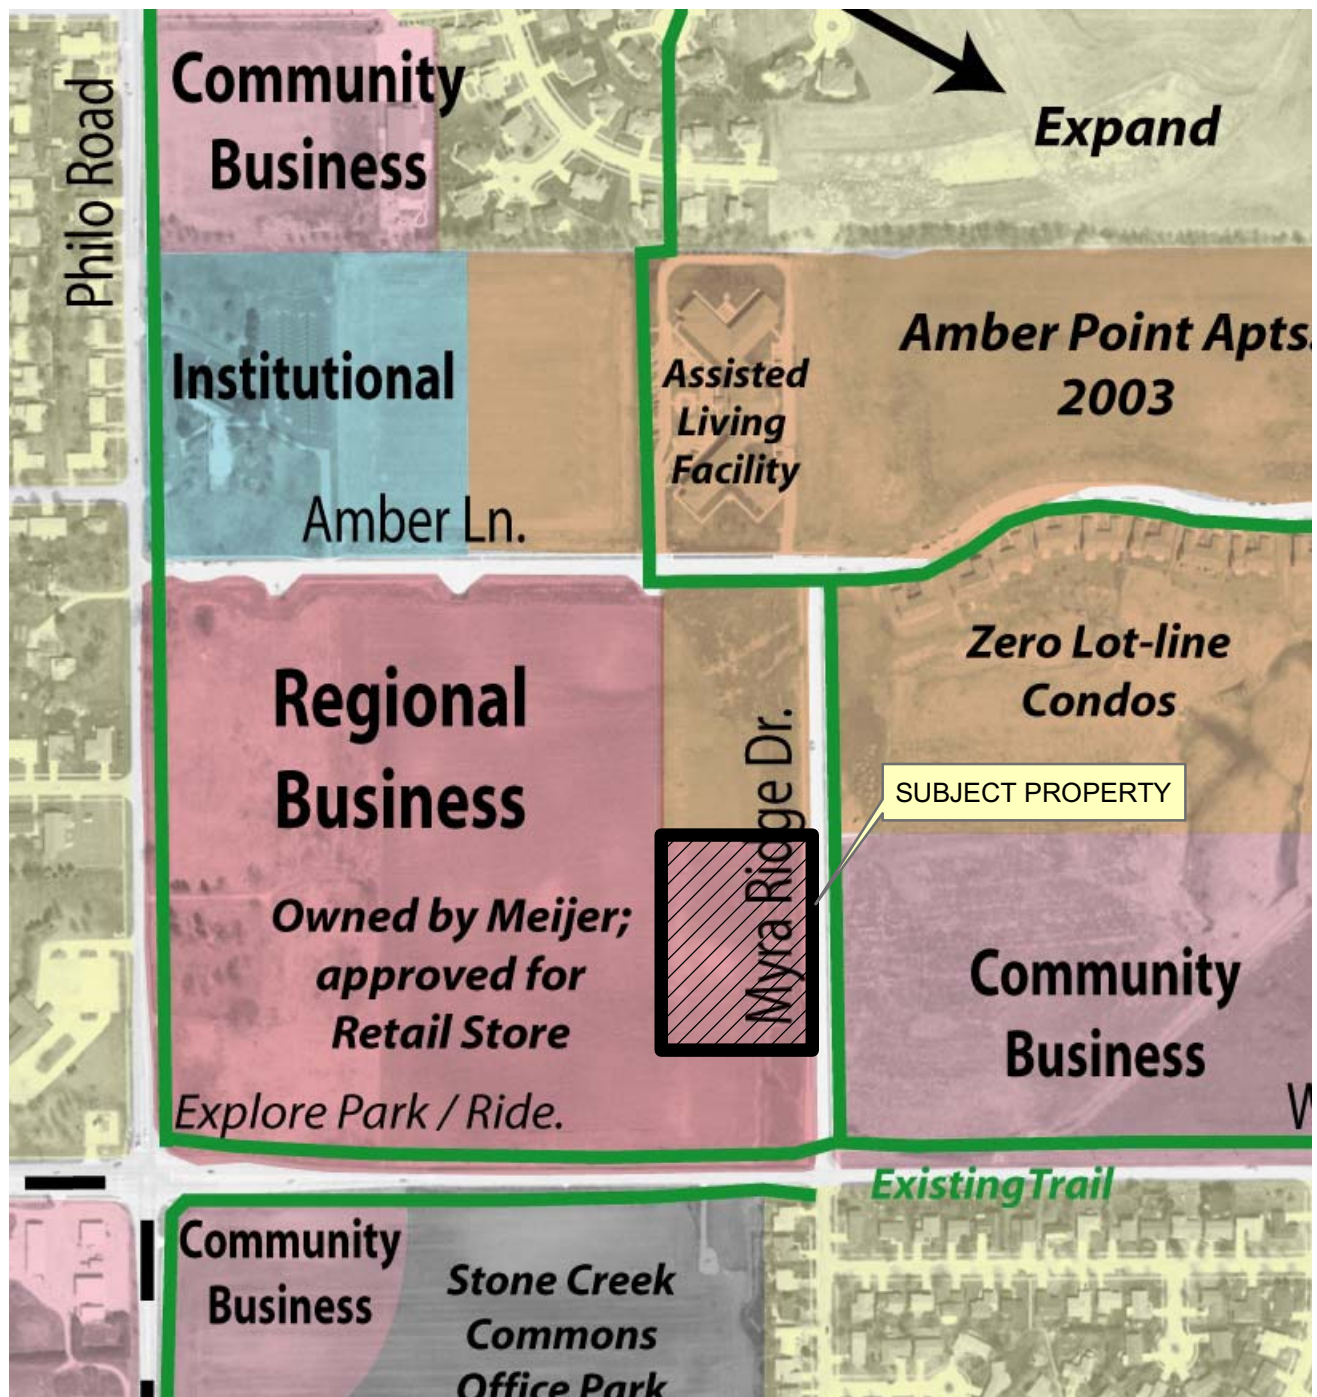 Community
Business
Philo Road
Expand
Institutional
Amber Ln.
Assisted
Living
Facility
Amber Point Apts.
2003
Regional
Business
Owned by Meijer;
approved for
Retail Store
Explore Park / Ride.
Myra Ridge Dr.
Zero Lot-line
Condos
SUBJECT PROPERTY
Community
Business
W
ExistingTrail
Community
Business
Stone Creek
Commons
Office Park